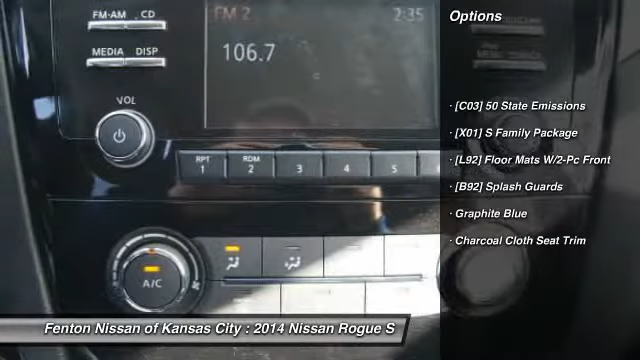 FM·AM CD
FM 2 2:35
MEDIA DISP
106.7
VOL
RPT RDM
1 2 3 4 5
A/C
Options
· [C03] 50 State Emissions
· [X01] S Family Package
· [L92] Floor Mats W/2-Pc Front
· [B92] Splash Guards
· Graphite Blue
· Charcoal Cloth Seat Trim
Fenton Nissan of Kansas City : 2014 Nissan Rogue S